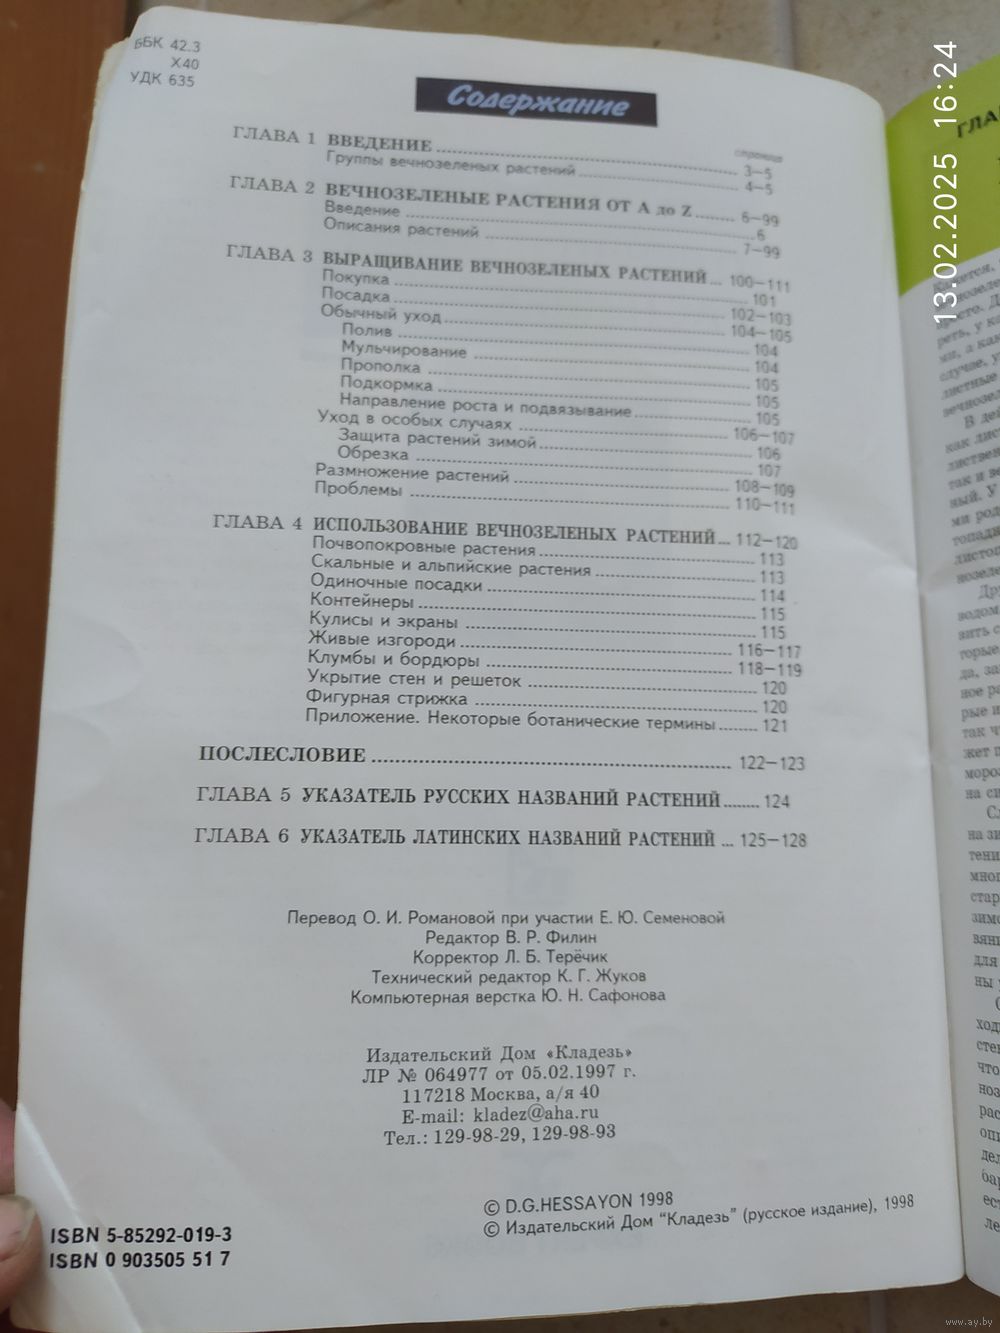 ББК 42.3
Х40
УДК 635
Содержание
страница
ГЛАВА 1 ВВЕДЕНИЕ ........ 3–5
Группы вечнозеленых растений ........ 4–5
ГЛАВА 2 ВЕЧНОЗЕЛЕНЫЕ РАСТЕНИЯ ОТ A до Z ........ 6–99
Введение ........ 6
Описания растений ........ 7–99
ГЛАВА 3 ВЫРАЩИВАНИЕ ВЕЧНОЗЕЛЕНЫХ РАСТЕНИЙ ... 100–111
Покупка ........ 101
Посадка ........ 102–103
Обычный уход ........ 104–105
Полив ........ 104
Мульчирование ........ 104
Прополка ........ 105
Подкормка ........ 105
Направление роста и подвязывание ........ 105
Уход в особых случаях ........ 106–107
Защита растений зимой ........ 106
Обрезка ........ 107
Размножение растений ........ 108–109
Проблемы ........ 110–111
ГЛАВА 4 ИСПОЛЬЗОВАНИЕ ВЕЧНОЗЕЛЕНЫХ РАСТЕНИЙ ... 112–120
Почвопокровные растения ........ 113
Скальные и альпийские растения ........ 113
Одиночные посадки ........ 114
Контейнеры ........ 115
Кулисы и экраны ........ 115
Живые изгороди ........ 116–117
Клумбы и бордюры ........ 118–119
Укрытие стен и решеток ........ 120
Фигурная стрижка ........ 120
Приложение. Некоторые ботанические термины ........ 121
ПОСЛЕСЛОВИЕ ........ 122–123
ГЛАВА 5 УКАЗАТЕЛЬ РУССКИХ НАЗВАНИЙ РАСТЕНИЙ ........ 124
ГЛАВА 6 УКАЗАТЕЛЬ ЛАТИНСКИХ НАЗВАНИЙ РАСТЕНИЙ ... 125–128
Перевод О. И. Романовой при участии Е. Ю. Семеновой
Редактор В. Р. Филин
Корректор Л. Б. Терёчик
Технический редактор К. Г. Жуков
Компьютерная верстка Ю. Н. Сафонова
Издательский Дом «Кладезь»
ЛР № 064977 от 05.02.1997 г.
117218 Москва, а/я 40
E-mail: kladez@aha.ru
Тел.: 129-98-29, 129-98-93
© D.G.HESSAYON 1998
© Издательский Дом "Кладезь" (русское издание), 1998
ISBN 5-85292-019-3
ISBN 0 903505 51 7
13.02.2025 16:24
www.ay.by